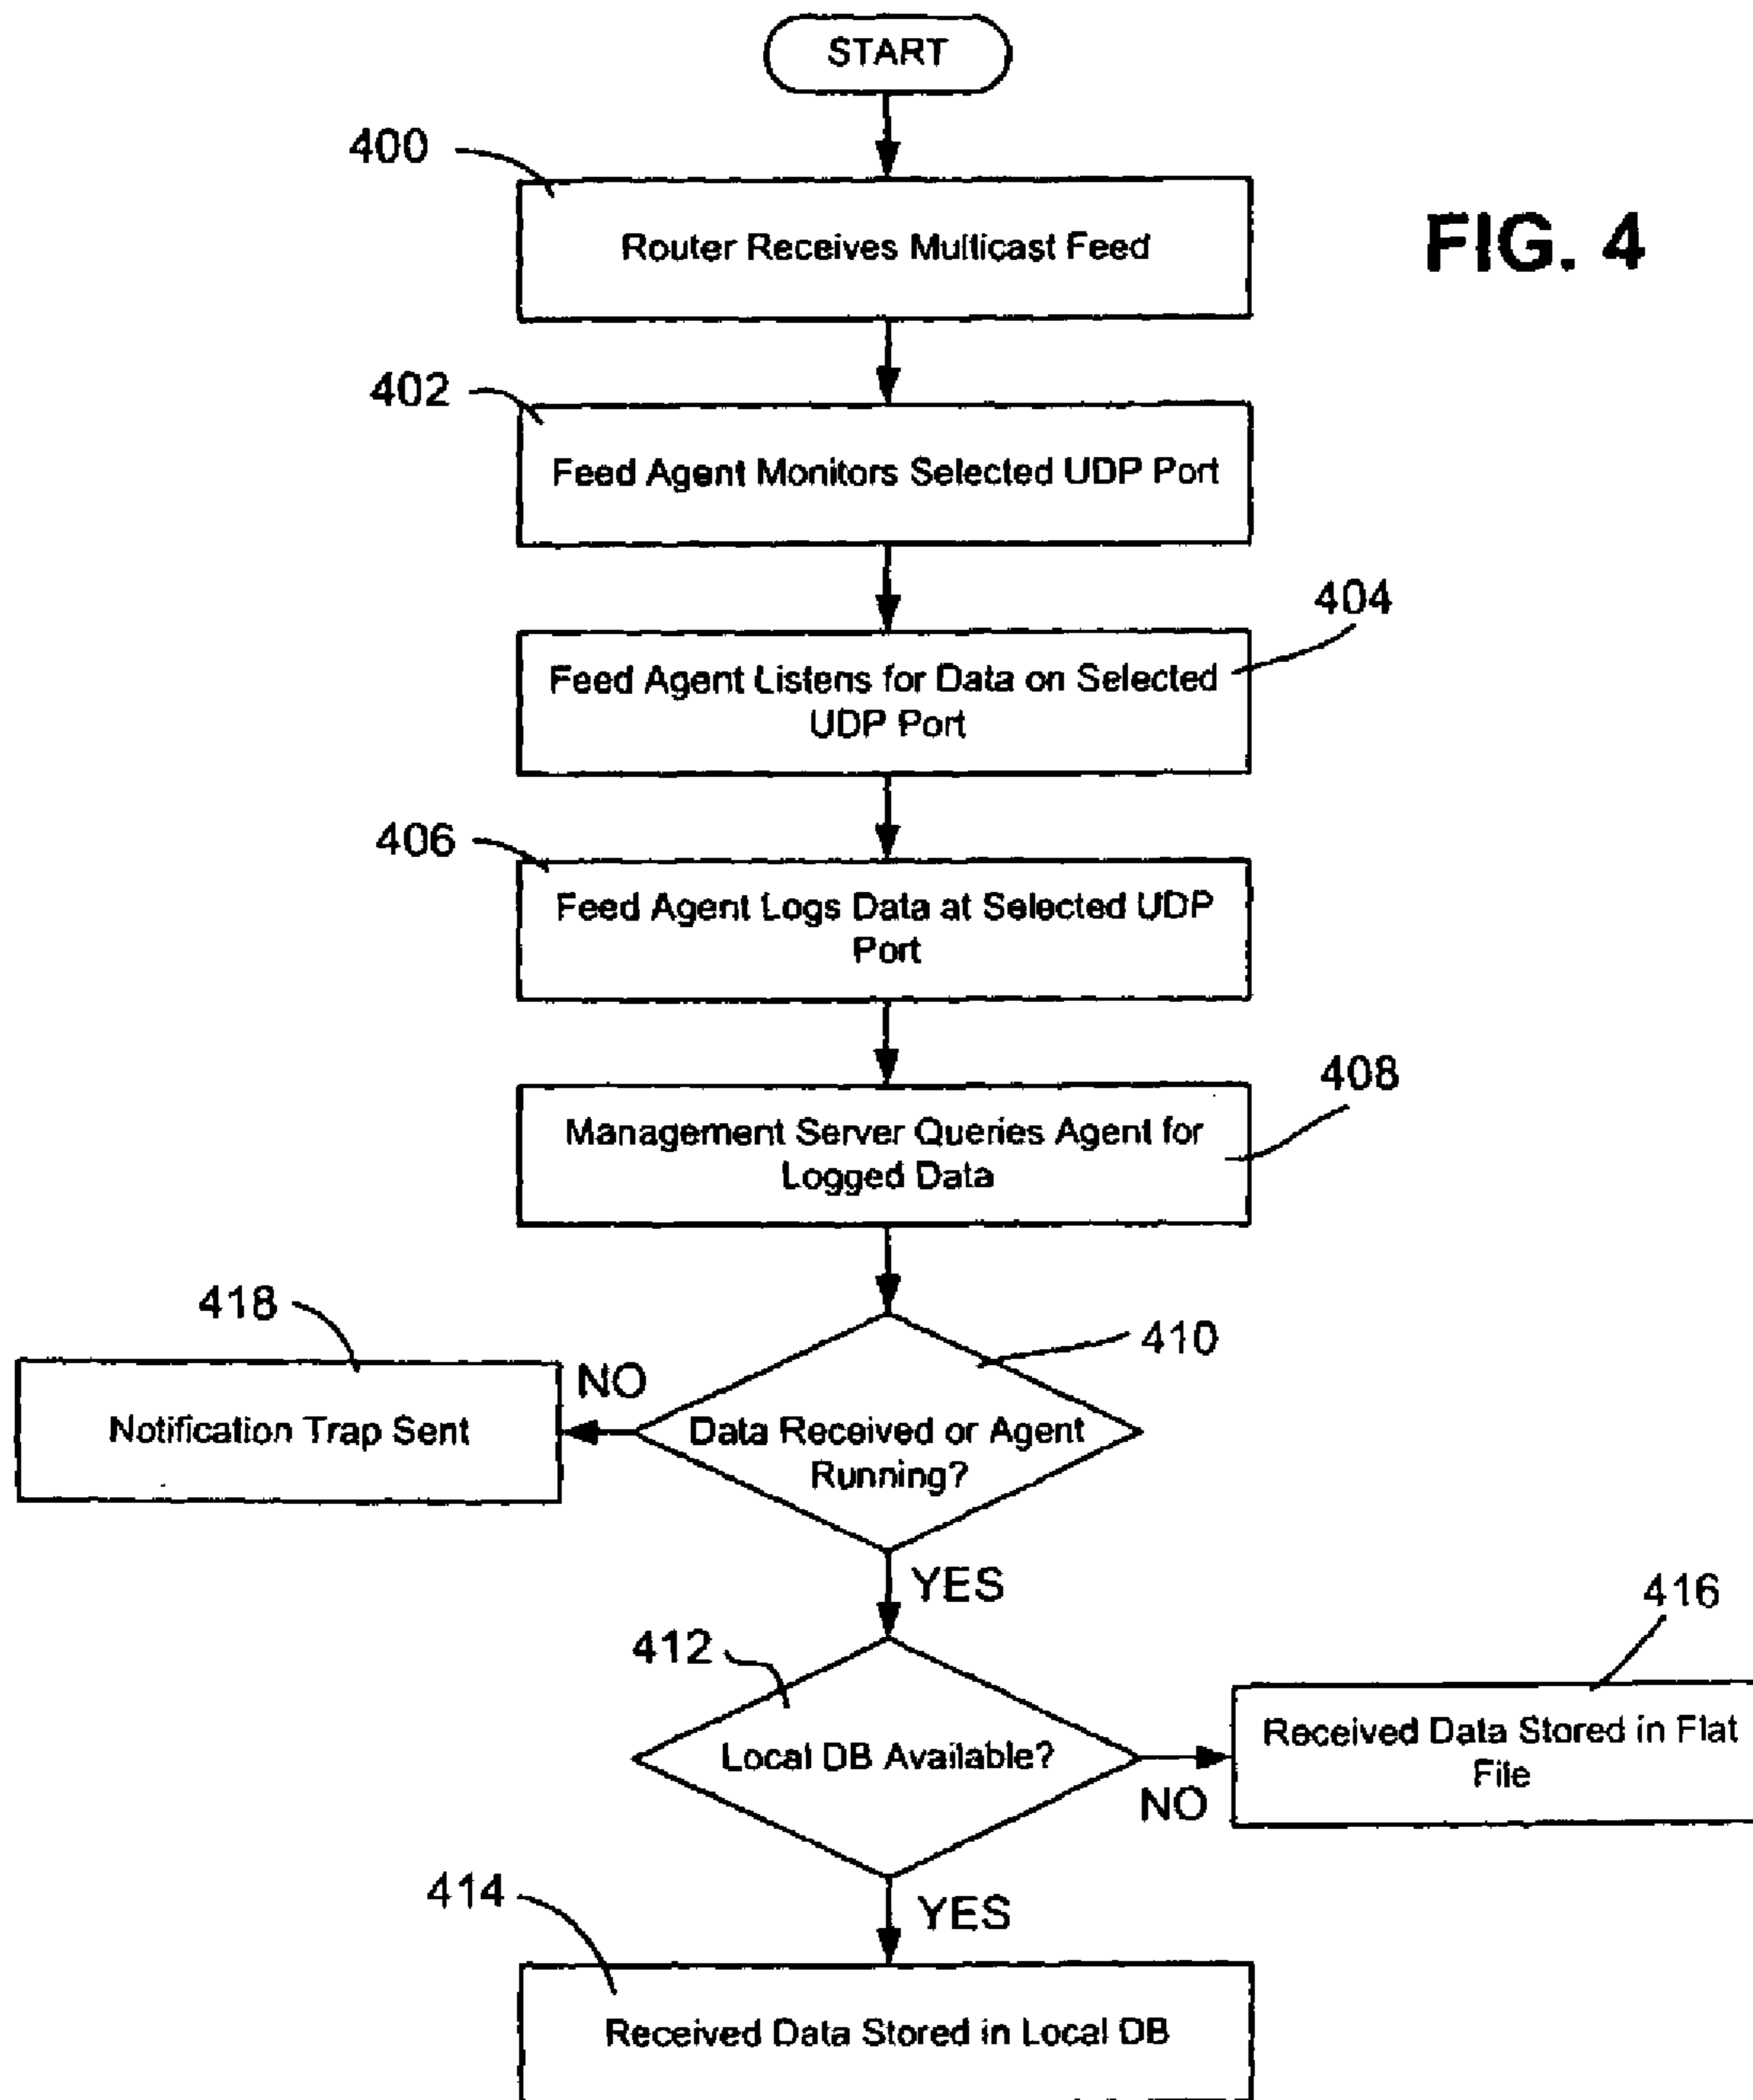 START
400
Router Receives Multicast Feed
FIG. 4
402
Feed Agent Monitors Selected UDP Port
404
Feed Agent Listens for Data on Selected
UDP Port
406
Feed Agent Logs Data at Selected UDP
Port
408
Management Server Queries Agent for
Logged Data
418
410
NO
Notification Trap Sent
Data Received or Agent
Running?
YES
416
412
Local DB Available?
Received Data Stored in Flat
File
NO
414
YES
Received Data Stored in Local DB